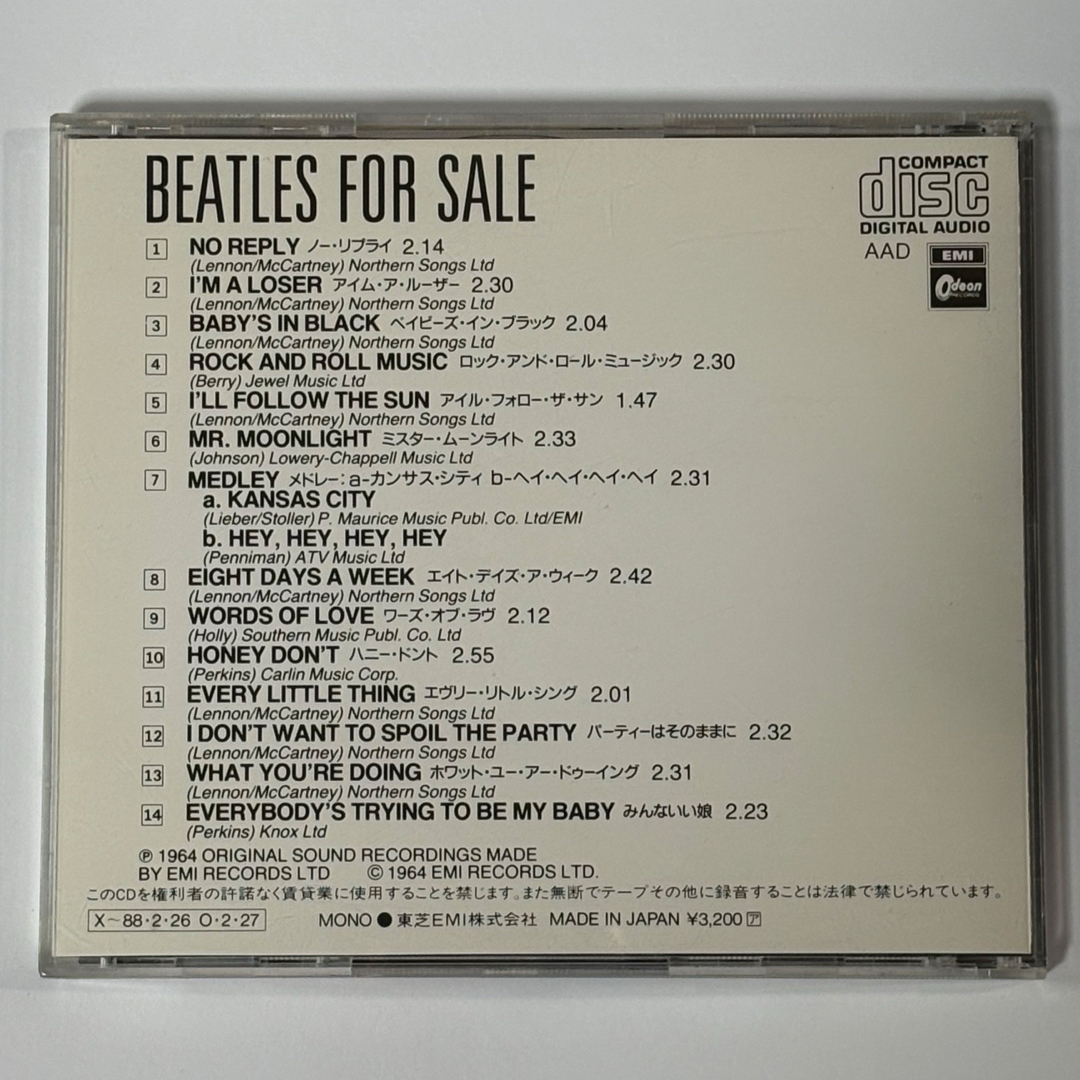 BEATLES FOR SALE
COMPACT
disc
DIGITAL AUDIO
AAD
EMI
Odeon
RECORDS
1 NO REPLY ノー・リプライ 2.14
(Lennon/McCartney) Northern Songs Ltd
2 I'M A LOSER アイム・ア・ルーザー 2.30
(Lennon/McCartney) Northern Songs Ltd
3 BABY'S IN BLACK ベイビーズ・イン・ブラック 2.04
(Lennon/McCartney) Northern Songs Ltd
4 ROCK AND ROLL MUSIC ロック・アンド・ロール・ミュージック 2.30
(Berry) Jewel Music Ltd
5 I'LL FOLLOW THE SUN アイル・フォロー・ザ・サン 1.47
(Lennon/McCartney) Northern Songs Ltd
6 MR. MOONLIGHT ミスター・ムーンライト 2.33
(Johnson) Lowery-Chappell Music Ltd
7 MEDLEY メドレー：a-カンサス・シティ b-ヘイ・ヘイ・ヘイ・ヘイ 2.31
a. KANSAS CITY
(Lieber/Stoller) P. Maurice Music Publ. Co. Ltd/EMI
b. HEY, HEY, HEY, HEY
(Penniman) ATV Music Ltd
8 EIGHT DAYS A WEEK エイト・デイズ・ア・ウィーク 2.42
(Lennon/McCartney) Northern Songs Ltd
9 WORDS OF LOVE ワーズ・オブ・ラヴ 2.12
(Holly) Southern Music Publ. Co. Ltd
10 HONEY DON'T ハニー・ドント 2.55
(Perkins) Carlin Music Corp.
11 EVERY LITTLE THING エヴリー・リトル・シング 2.01
(Lennon/McCartney) Northern Songs Ltd
12 I DON'T WANT TO SPOIL THE PARTY パーティーはそのままに 2.32
(Lennon/McCartney) Northern Songs Ltd
13 WHAT YOU'RE DOING ホワット・ユー・アー・ドゥーイング 2.31
(Lennon/McCartney) Northern Songs Ltd
14 EVERYBODY'S TRYING TO BE MY BABY みんないい娘 2.23
(Perkins) Knox Ltd
℗ 1964 ORIGINAL SOUND RECORDINGS MADE
BY EMI RECORDS LTD © 1964 EMI RECORDS LTD.
このCDを権利者の許諾なく賃貸業に使用することを禁じます。また無断でテープその他に録音することは法律で禁じられています。
X〜88・2・26 O・2・27 MONO ● 東芝EMI株式会社 MADE IN JAPAN ¥3,200 ア